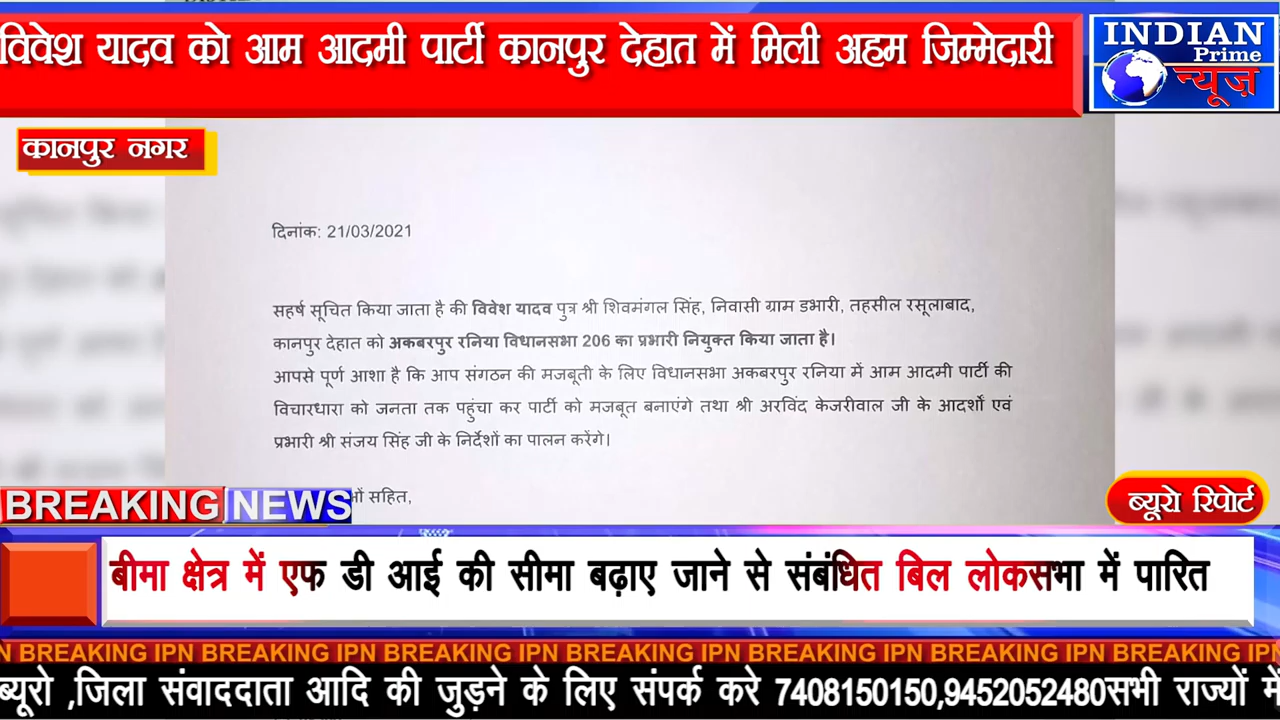 विवेश यादव को आम आदमी पार्टी कानपुर देहात में मिली अहम जिम्मेदारी
INDIAN
Prime
न्यूज़
कानपुर नगर
दिनांक: 21/03/2021
सहर्ष सूचित किया जाता है की विवेश यादव पुत्र श्री शिवमंगल सिंह, निवासी ग्राम डभारी, तहसील रसूलाबाद,
कानपुर देहात को अकबरपुर रनिया विधानसभा 206 का प्रभारी नियुक्त किया जाता है।
आपसे पूर्ण आशा है कि आप संगठन की मजबूती के लिए विधानसभा अकबरपुर रनिया में आम आदमी पार्टी की
विचारधारा को जनता तक पहुंचा कर पार्टी को मजबूत बनाएंगे तथा श्री अरविंद केजरीवाल जी के आदर्शों एवं
प्रभारी श्री संजय सिंह जी के निर्देशों का पालन करेंगे।
सहित,
BREAKING NEWS
ब्यूरो रिपोर्ट
बीमा क्षेत्र में एफ डी आई की सीमा बढ़ाए जाने से संबंधित बिल लोकसभा में पारित
BREAKING IPN BREAKING IPN BREAKING IPN BREAKING IPN BREAKING IPN BREAKING IPN BREAKING IPN BREAKING
ब्यूरो ,जिला संवाददाता आदि की जुड़ने के लिए संपर्क करे 7408150150,9452052480सभी राज्यों में